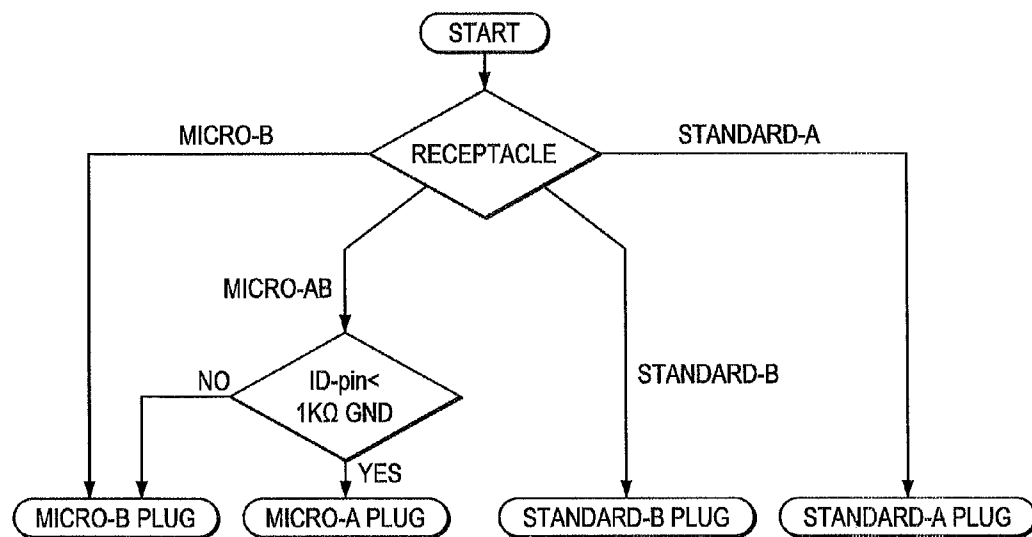 START
MICRO-B
STANDARD-A
RECEPTACLE
MICRO-AB
NO
ID-pin<
1KΩ GND
STANDARD-B
YES
MICRO-B PLUG
MICRO-A PLUG
STANDARD-B PLUG
STANDARD-A PLUG